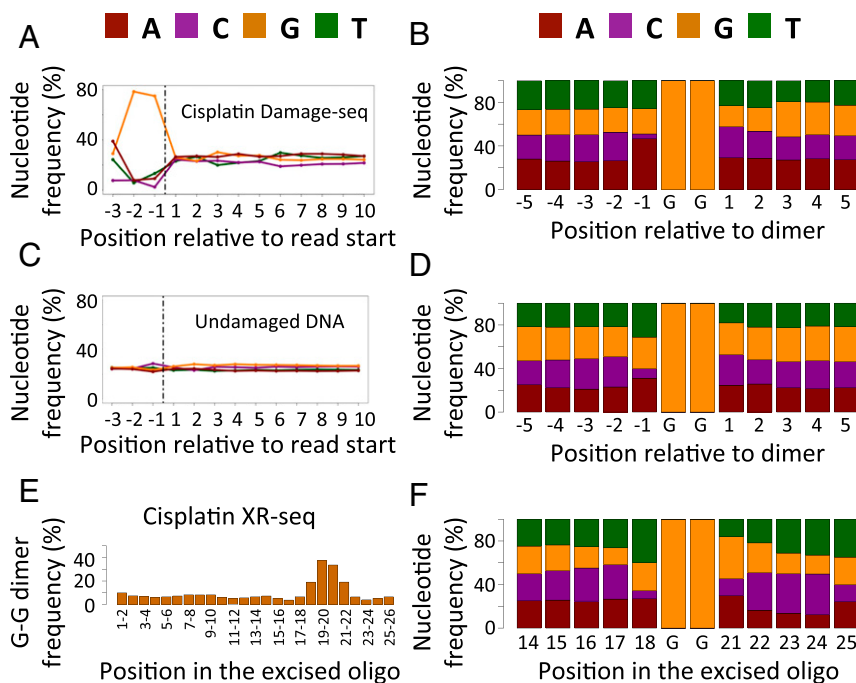 A C G T
A C G T
A
Nucleotide
frequency (%)
80
40
0
Cisplatin Damage-seq
-3 -2 -1 1 2 3 4 5 6 7 8 9 10
Position relative to read start
B
Nucleotide
frequency (%)
80
40
0
-5 -4 -3 -2 -1 G G 1 2 3 4 5
Position relative to dimer
C
Nucleotide
frequency (%)
80
40
0
Undamaged DNA
-3 -2 -1 1 2 3 4 5 6 7 8 9 10
Position relative to read start
D
Nucleotide
frequency (%)
80
40
0
-5 -4 -3 -2 -1 G G 1 2 3 4 5
Position relative to dimer
E
Cisplatin XR-seq
G-G dimer
frequency (%)
40
20
0
1-2 3-4 5-6 7-8 9-10 11-12 13-14 15-16 17-18 19-20 21-22 23-24 25-26
Position in the excised oligo
F
Nucleotide
frequency (%)
80
40
0
14 15 16 17 18 G G 21 22 23 24 25
Position in the excised oligo